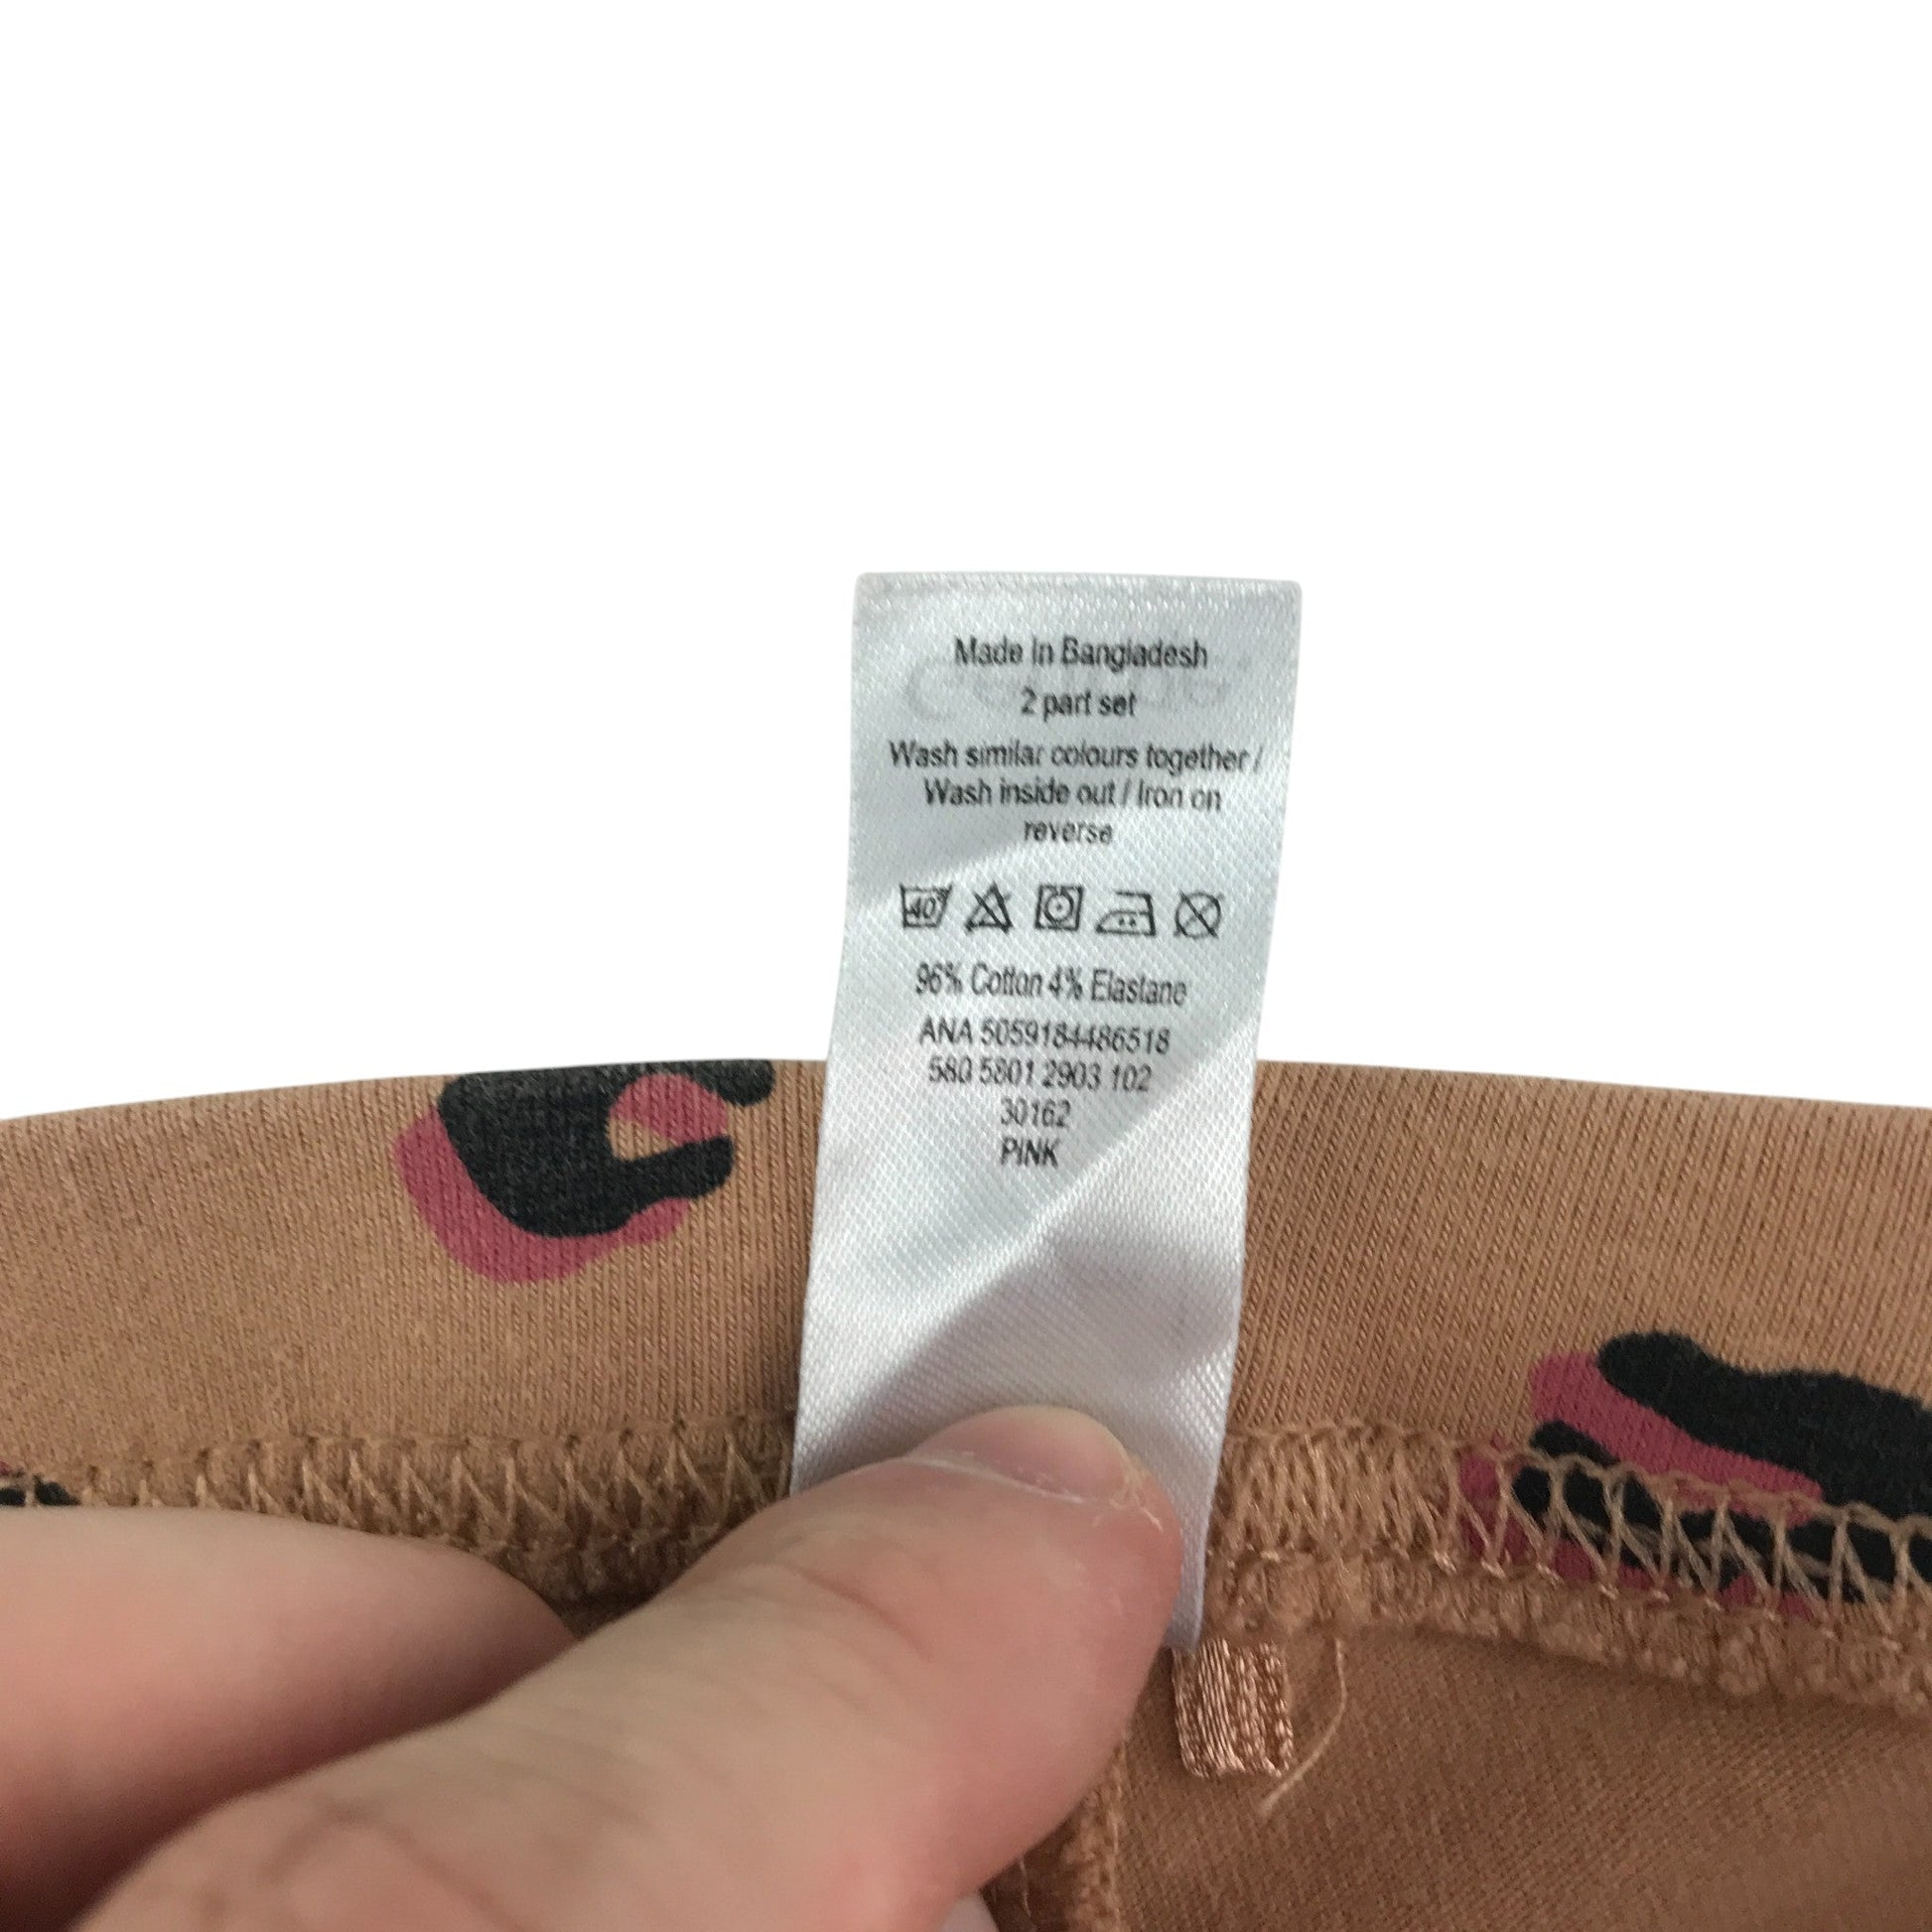 Made In Bangladesh
2 part set
Wash similar colours together /
Wash inside out / Iron on
reverse
40
96% Cotton 4% Elastane
ANA 5059184486518
580 5801 2903 102
30162
PINK